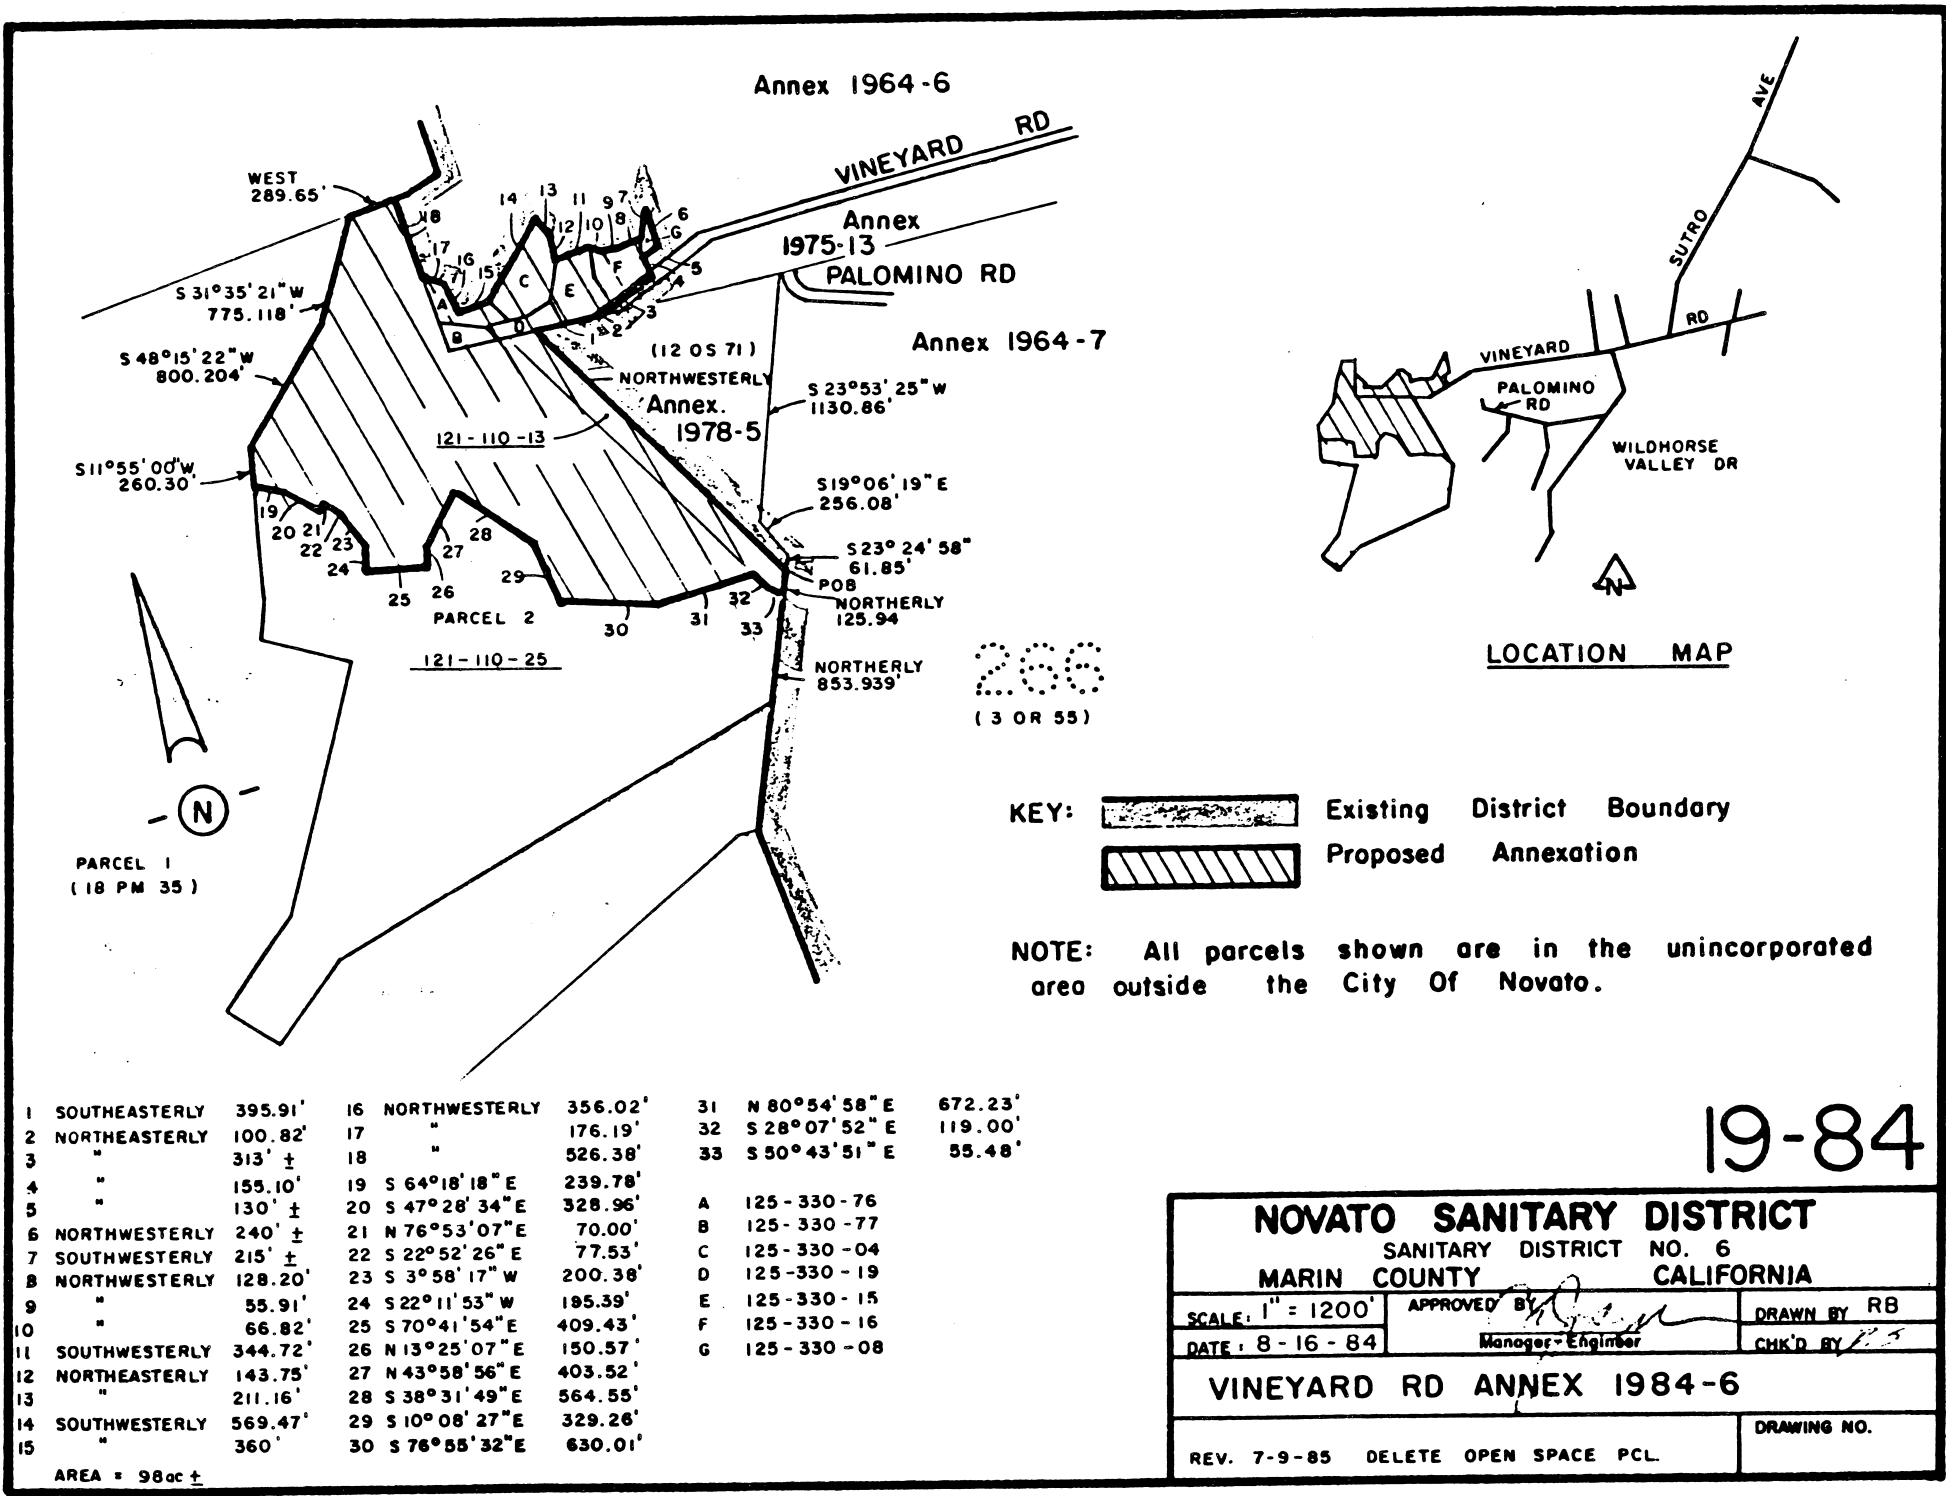 Annex 1964-6
VINEYARD RD
AVE
SUTRO
WEST
289.65'
18
14
13
11
9
7
12
10
8
6
G
17
16
15
C
F
5
4
E
A
3
D
B
1
2
Annex
1975-13
PALOMINO RD
S 31°35'21" W
775.118'
(12 OS 71)
Annex 1964-7
VINEYARD
RD
S 48°15'22" W
800.204'
NORTHWESTERLY
S 23°53'25" W
1130.86'
PALOMINO
RD
Annex.
1978-5
121-110-13
WILDHORSE
VALLEY DR
S11°55'00"W
260.30'
S19°06'19" E
256.08'
19
20
21
22
23
24
25
26
27
28
29
30
31
32
33
S 23° 24' 58"
61.85'
POB
NORTHERLY
125.94
PARCEL 2
N
121-110-25
NORTHERLY
853.939'
266
(3 OR 55)
LOCATION MAP
N
PARCEL 1
(18 PM 35)
KEY: Existing District Boundary
Proposed Annexation
NOTE: All parcels shown are in the unincorporated
area outside the City Of Novato.
1 SOUTHEASTERLY 395.91'
2 NORTHEASTERLY 100.82'
3 " 313' ±
4 " 155.10'
5 " 130' ±
6 NORTHWESTERLY 240' ±
7 SOUTHWESTERLY 215' ±
8 NORTHWESTERLY 128.20'
9 " 55.91'
10 " 66.82'
11 SOUTHWESTERLY 344.72'
12 NORTHEASTERLY 143.75'
13 " 211.16'
14 SOUTHWESTERLY 569.47'
15 " 360'
AREA = 98ac ±
16 NORTHWESTERLY 356.02'
17 " 176.19'
18 " 526.38'
19 S 64°18'18" E 239.78'
20 S 47°28'34" E 328.96'
21 N 76°53'07" E 70.00'
22 S 22°52'26" E 77.53'
23 S 3°58'17" W 200.38'
24 S 22°11'53" W 195.39'
25 S 70°41'54" E 409.43'
26 N 13°25'07" E 150.57'
27 N 43°58'56" E 403.52'
28 S 38°31'49" E 564.55'
29 S 10°08'27" E 329.26'
30 S 76°55'32" E 630.01'
31 N 80°54'58" E 672.23'
32 S 28°07'52" E 119.00'
33 S 50°43'51" E 55.48'
A 125-330-76
B 125-330-77
C 125-330-04
D 125-330-19
E 125-330-15
F 125-330-16
G 125-330-08
19-84
NOVATO SANITARY DISTRICT
SANITARY DISTRICT NO. 6
MARIN COUNTY CALIFORNIA
SCALE: 1" = 1200'
APPROVED BY
Manager-Engineer
DRAWN BY RB
DATE: 8-16-84
CHK'D BY
VINEYARD RD ANNEX 1984-6
REV. 7-9-85 DELETE OPEN SPACE PCL.
DRAWING NO.